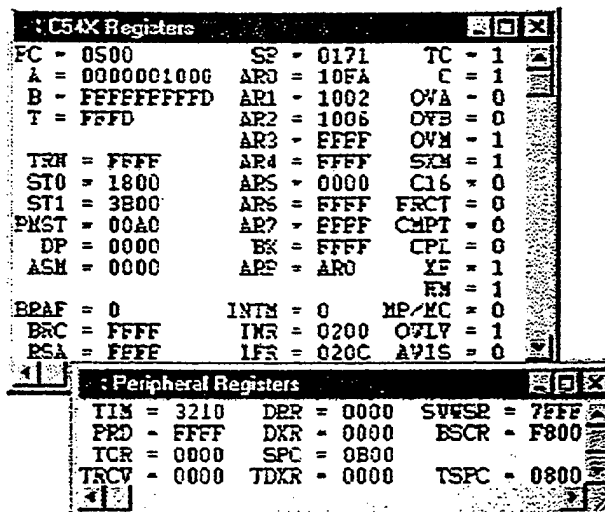 : C54X Registers
PC = 0500 SP = 0171 TC = 1
A = 0000001000 AR0 = 10FA C = 1
B = FFFFFFFFFD AR1 = 1002 OVA = 0
T = FFFD AR2 = 1006 OVB = 0
AR3 = FFFF OVM = 1
TRN = FFFF AR4 = FFFF SXM = 1
ST0 = 1800 AR5 = 0000 C16 = 0
ST1 = 3B00 AR6 = FFFF FRCT = 0
PMST = 00A0 AR7 = FFFF CMPT = 0
DP = 0000 BK = FFFF CPL = 0
ASM = 0000 ARP = AR0 XF = 1
HM = 1
BRAF = 0 INTM = 0 MP/MC = 0
BRC = FFFF IMR = 0200 OVLY = 1
RSA = FFFF IFR = 020C AVIS = 0
: Peripheral Registers
TIM = 3210 DRR = 0000 SWWSR = 7FFF
PRD = FFFF DXR = 0000 BSCR = F800
TCR = 0000 SPC = 0B00
TRCV = 0000 TDXR = 0000 TSPC = 0800